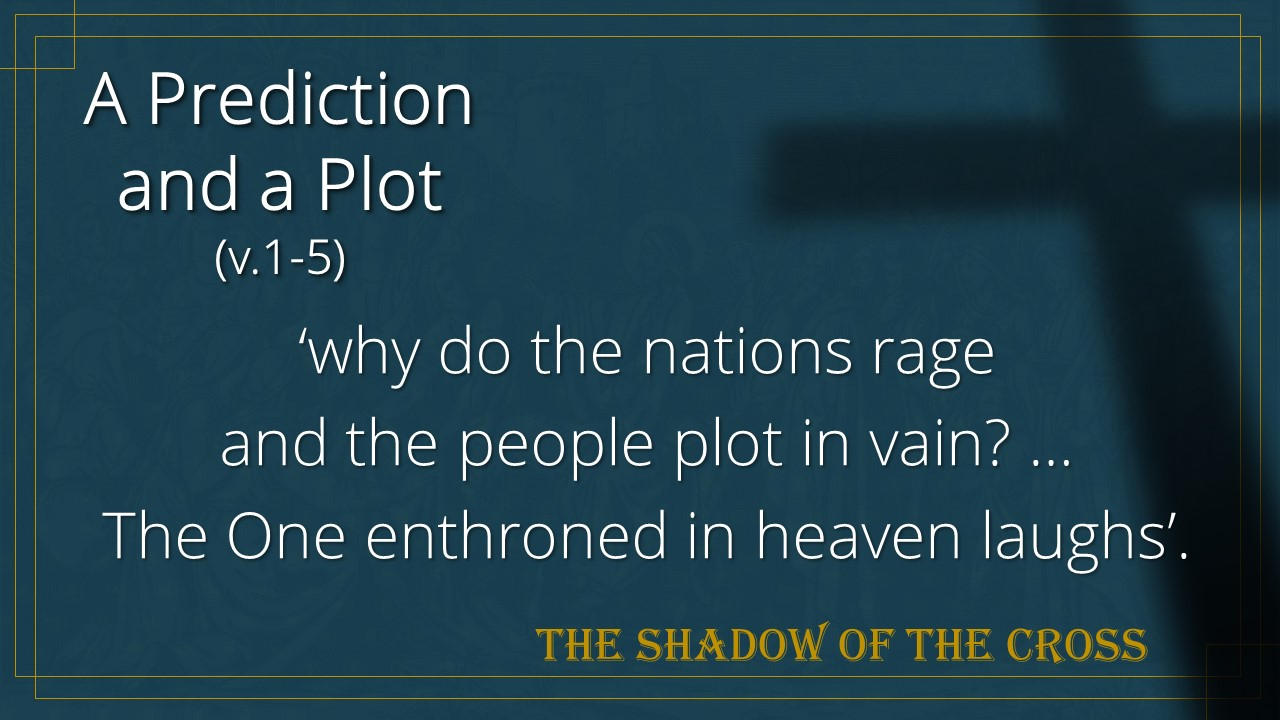 A Prediction
and a Plot
(v.1-5)
‘why do the nations rage
and the people plot in vain? ...
The One enthroned in heaven laughs’.
THE SHADOW OF THE CROSS